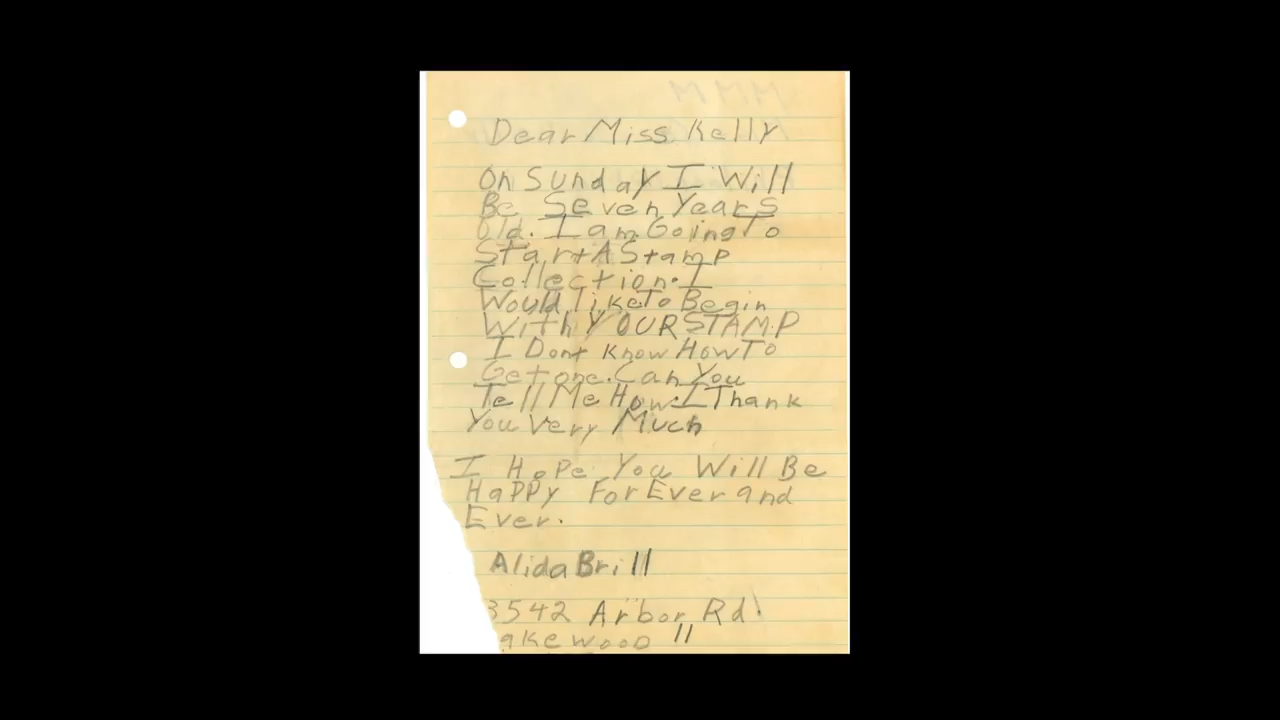 Dear Miss Kelly
On Sunday I Will
Be Seven Years
Old. I am Going To
Start A Stamp
Collection. I
Would like To Begin
With YOUR STAMP
I Dont Know How To
Get one. Can You
Tell Me How. I Thank
You Very Much
I Hope You Will Be
Happy For Ever and
Ever.
Alida Brill
3542 Arbor Rd.
akewood 11